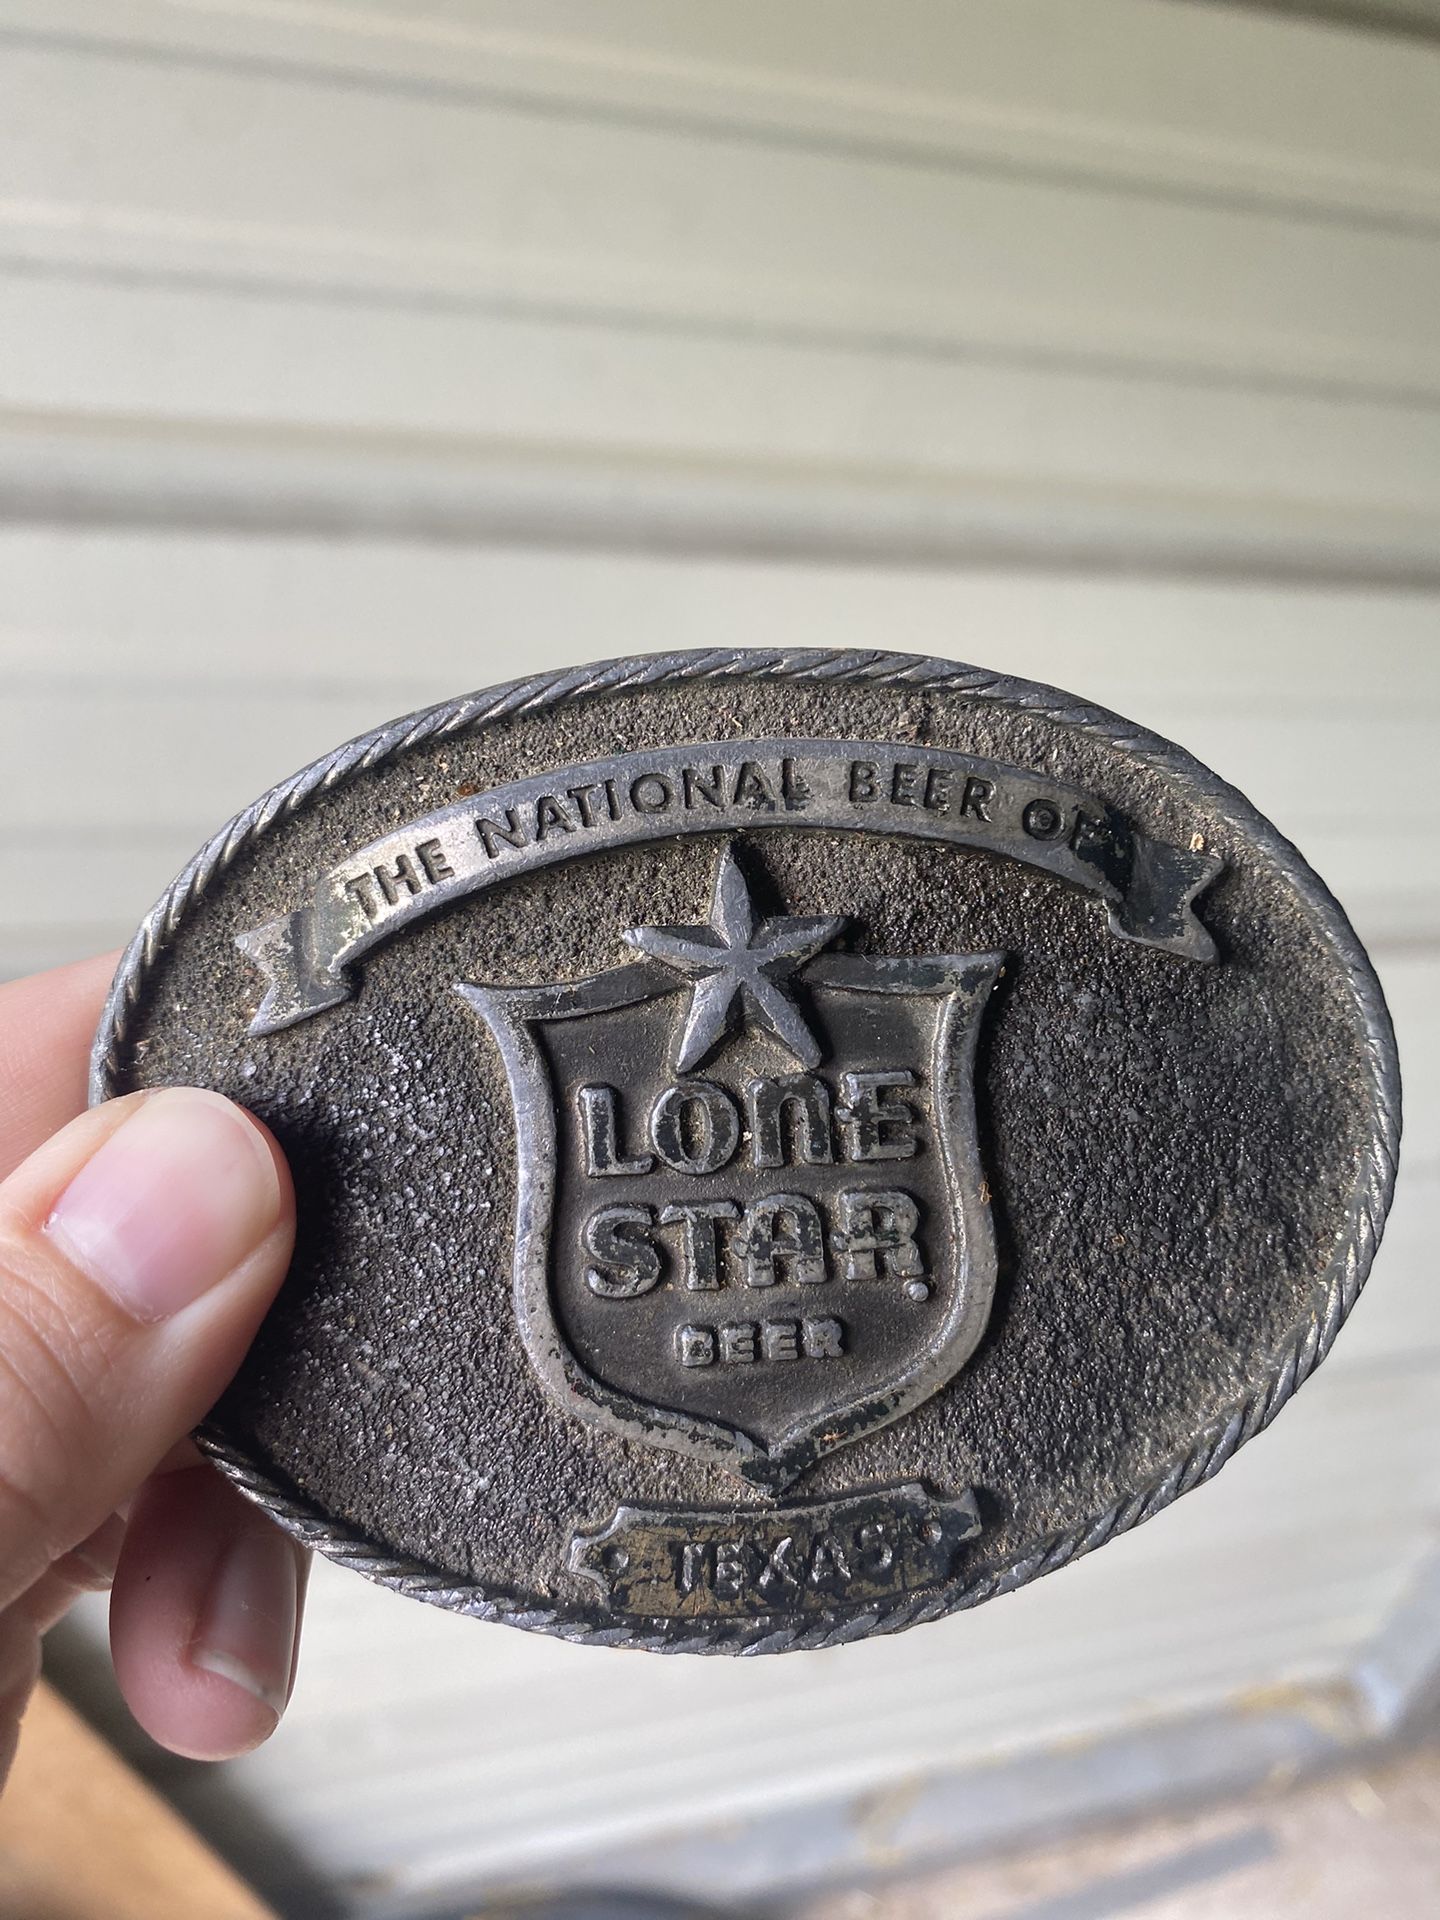 THE NATIONAL BEER OF
LONE
STAR
BEER
TEXAS